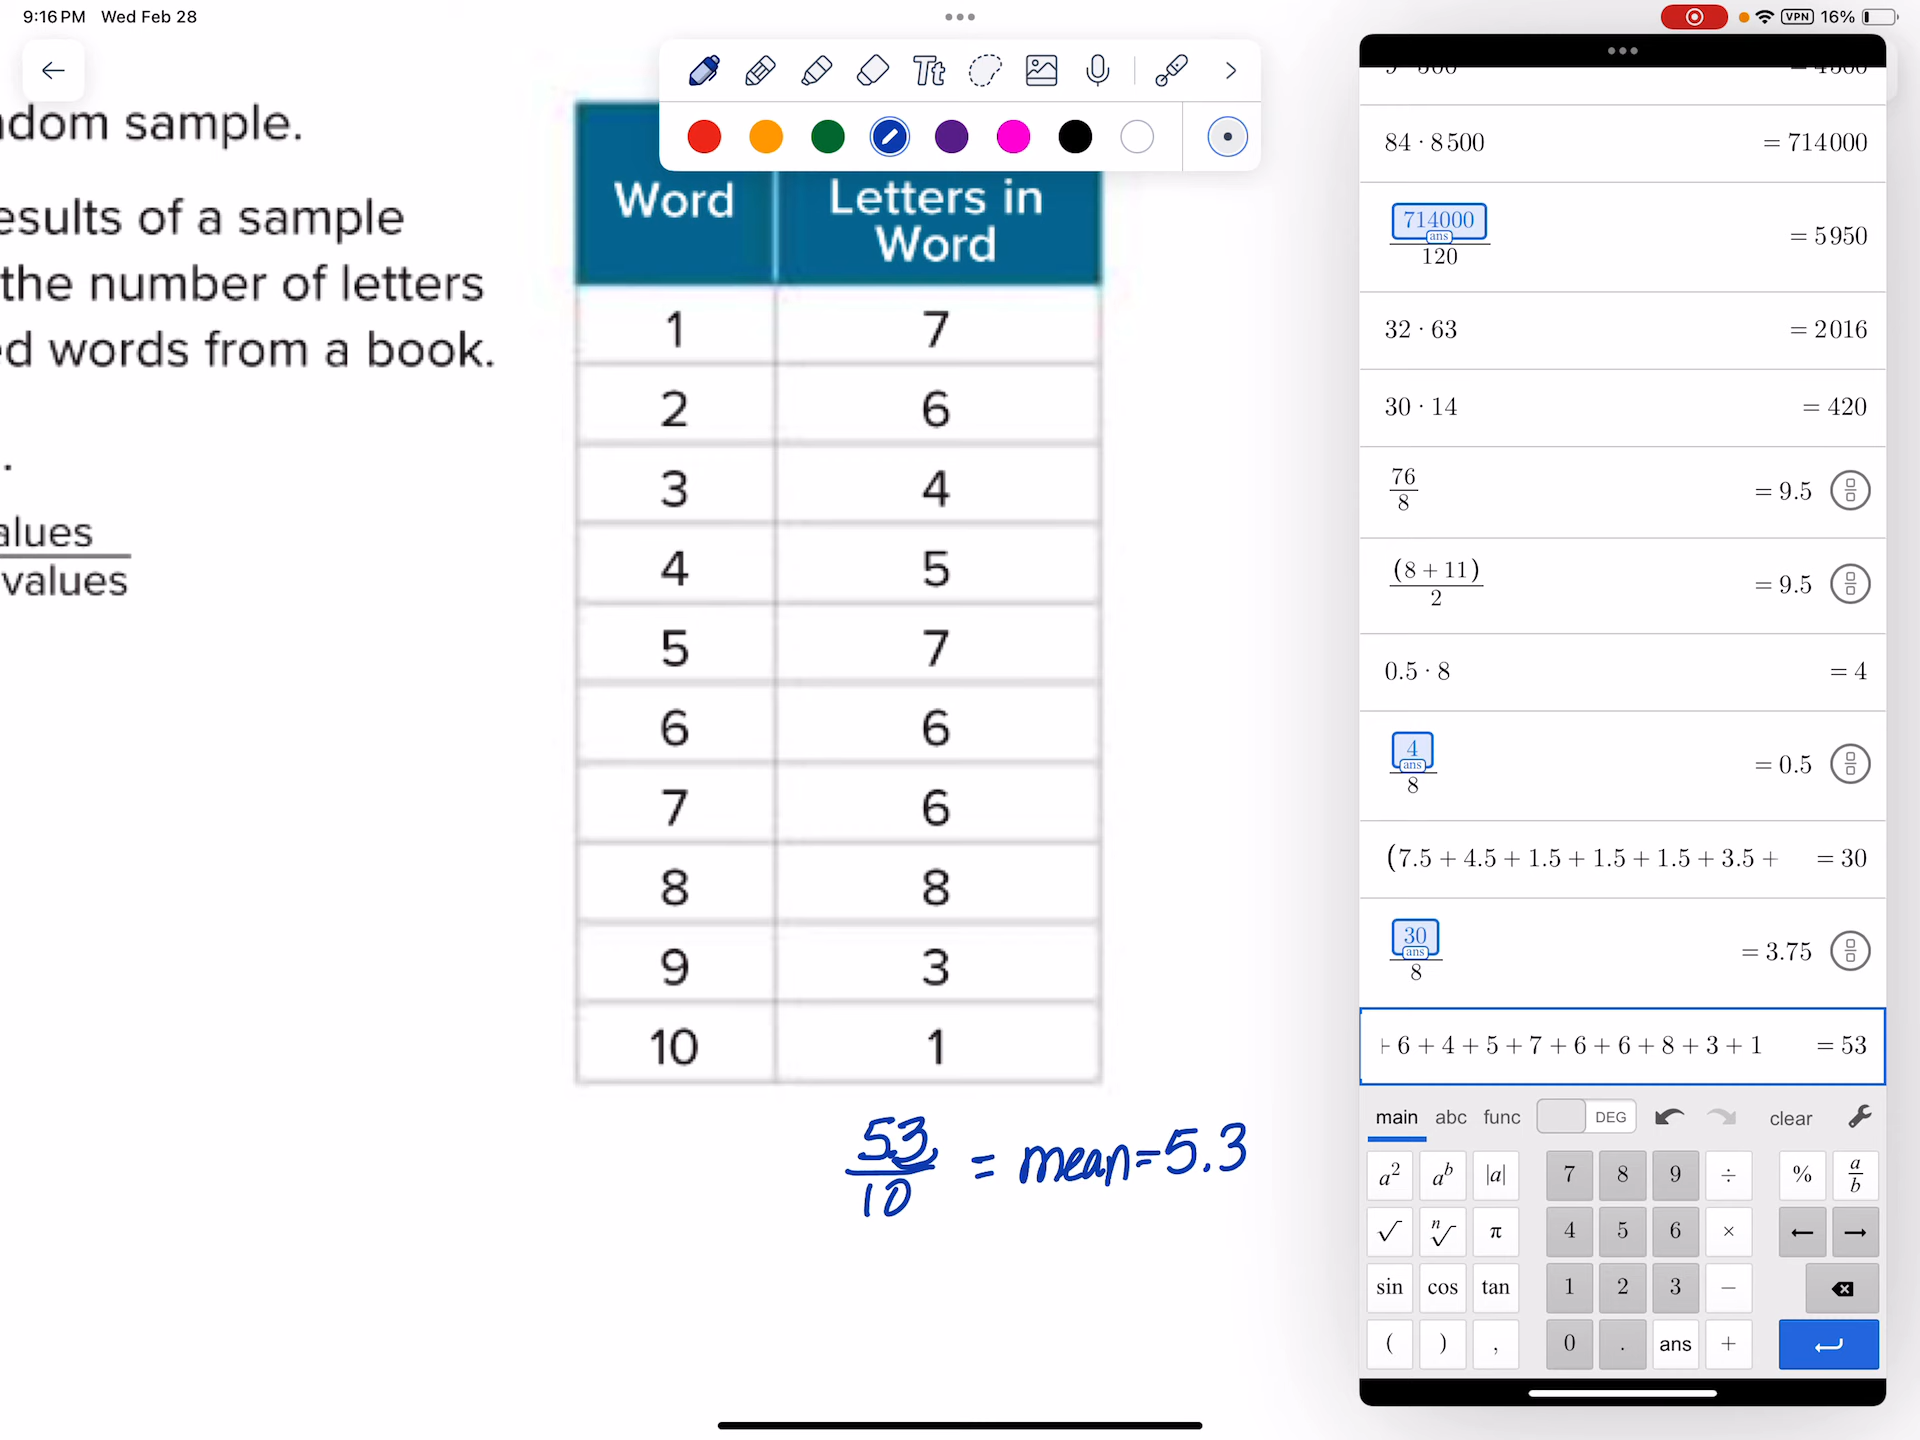 9:16 PM Wed Feb 28
VPN 16%
dom sample.
esults of a sample
the number of letters
d words from a book.
.
alues
values
Tt
Word Letters in Word
1 7
2 6
3 4
4 5
5 7
6 6
7 6
8 8
9 3
10 1
53/10 = mean=5.3
84 · 8500 = 714000
714000 ans / 120 = 5950
32 · 63 = 2016
30 · 14 = 420
76/8 = 9.5
(8 + 11)/2 = 9.5
0.5 · 8 = 4
4 ans / 8 = 0.5
(7.5 + 4.5 + 1.5 + 1.5 + 1.5 + 3.5 + = 30
30 ans / 8 = 3.75
+ 6 + 4 + 5 + 7 + 6 + 6 + 8 + 3 + 1 = 53
main abc func DEG clear
a² aᵇ |a| 7 8 9 ÷ % a/b
√ ⁿ√ π 4 5 6 × ← →
sin cos tan 1 2 3 −
( ) , 0 . ans +